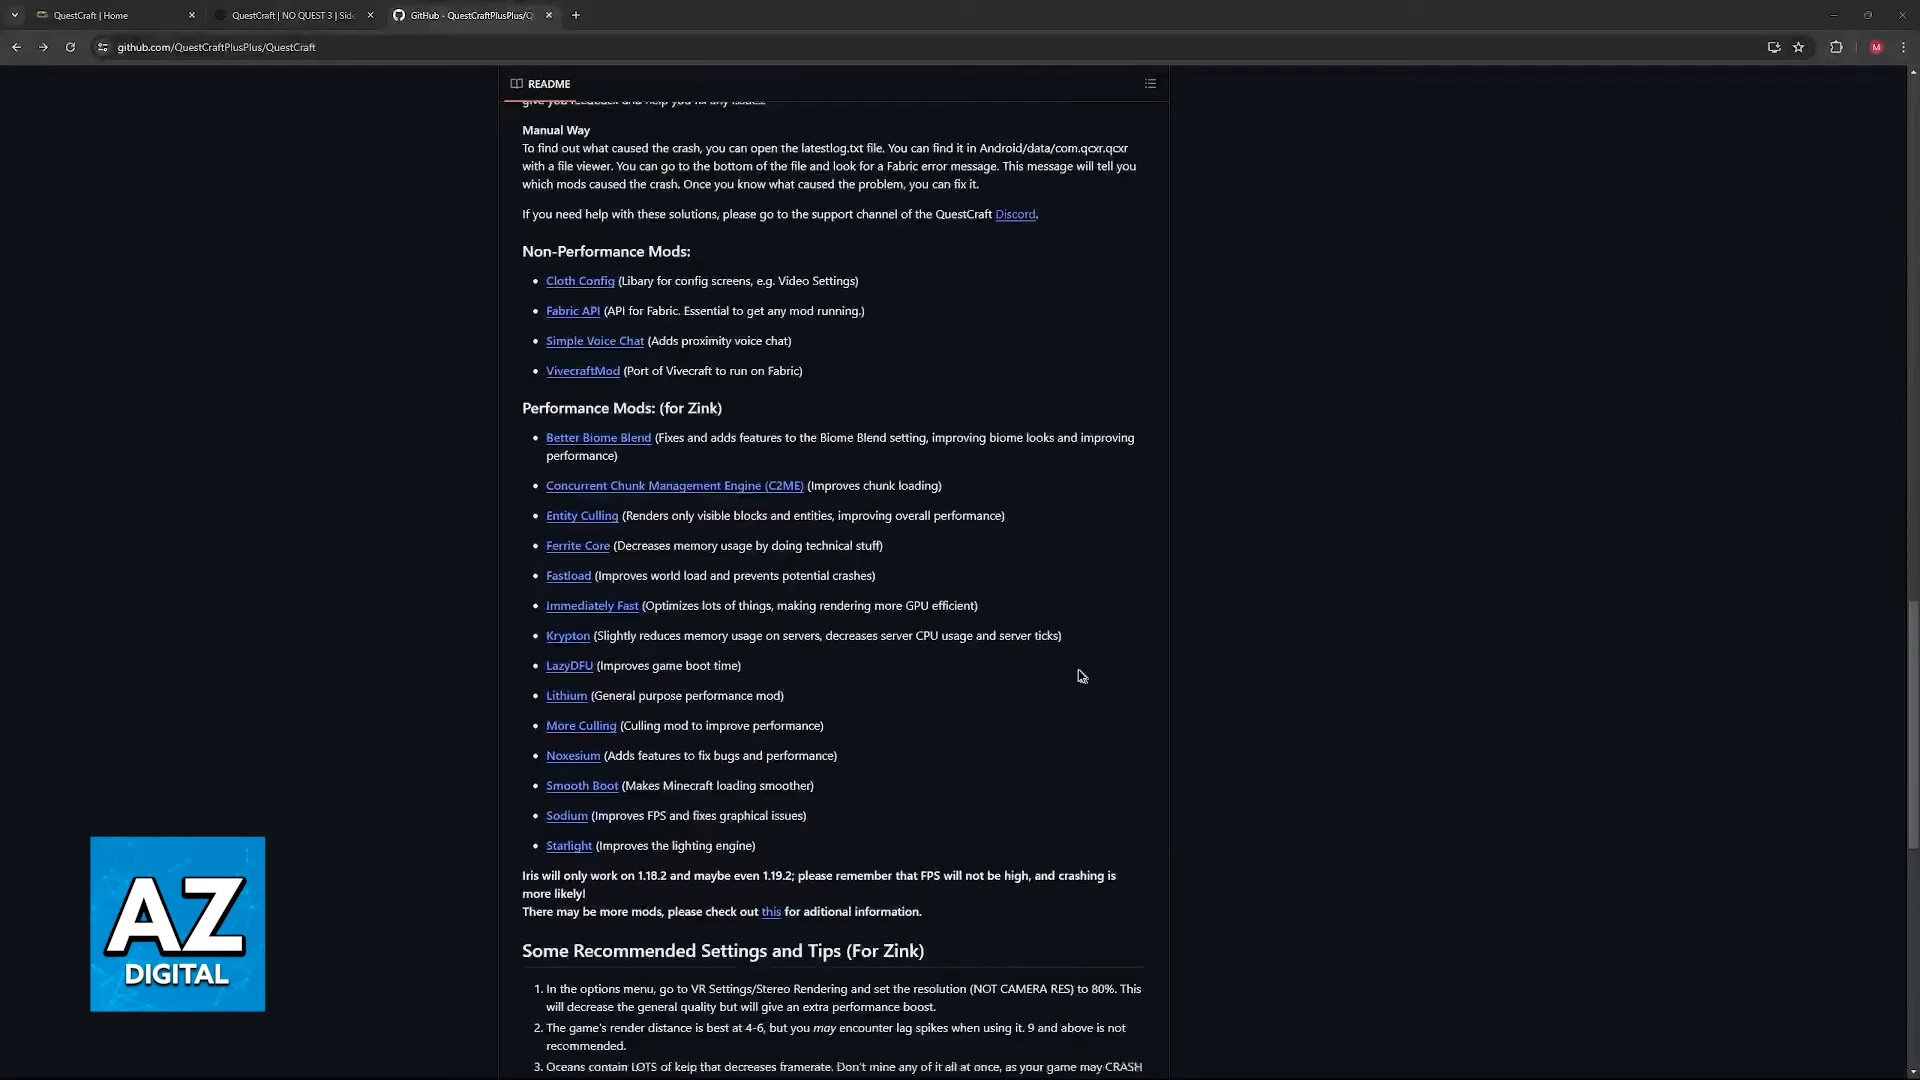 QuestCraft | Home
QuestCraft | NO QUEST 3 | Side
GitHub - QuestCraftPlusPlus/Q
github.com/QuestCraftPlusPlus/QuestCraft
M
README
give you feedback and help you fix any issues.
Manual Way
To find out what caused the crash, you can open the latestlog.txt file. You can find it in Android/data/com.qcxr.qcxr
with a file viewer. You can go to the bottom of the file and look for a Fabric error message. This message will tell you
which mods caused the crash. Once you know what caused the problem, you can fix it.
If you need help with these solutions, please go to the support channel of the QuestCraft Discord.
Non-Performance Mods:
• Cloth Config (Libary for config screens, e.g. Video Settings)
• Fabric API (API for Fabric. Essential to get any mod running.)
• Simple Voice Chat (Adds proximity voice chat)
• VivecraftMod (Port of Vivecraft to run on Fabric)
Performance Mods: (for Zink)
• Better Biome Blend (Fixes and adds features to the Biome Blend setting, improving biome looks and improving
performance)
• Concurrent Chunk Management Engine (C2ME) (Improves chunk loading)
• Entity Culling (Renders only visible blocks and entities, improving overall performance)
• Ferrite Core (Decreases memory usage by doing technical stuff)
• Fastload (Improves world load and prevents potential crashes)
• Immediately Fast (Optimizes lots of things, making rendering more GPU efficient)
• Krypton (Slightly reduces memory usage on servers, decreases server CPU usage and server ticks)
• LazyDFU (Improves game boot time)
• Lithium (General purpose performance mod)
• More Culling (Culling mod to improve performance)
• Noxesium (Adds features to fix bugs and performance)
• Smooth Boot (Makes Minecraft loading smoother)
• Sodium (Improves FPS and fixes graphical issues)
• Starlight (Improves the lighting engine)
Iris will only work on 1.18.2 and maybe even 1.19.2; please remember that FPS will not be high, and crashing is
more likely!
There may be more mods, please check out this for aditional information.
Some Recommended Settings and Tips (For Zink)
1. In the options menu, go to VR Settings/Stereo Rendering and set the resolution (NOT CAMERA RES) to 80%. This
will decrease the general quality but will give an extra performance boost.
2. The game's render distance is best at 4-6, but you may encounter lag spikes when using it. 9 and above is not
recommended.
3. Oceans contain LOTS of kelp that decreases framerate. Don't mine any of it all at once, as your game may CRASH
AZ
DIGITAL